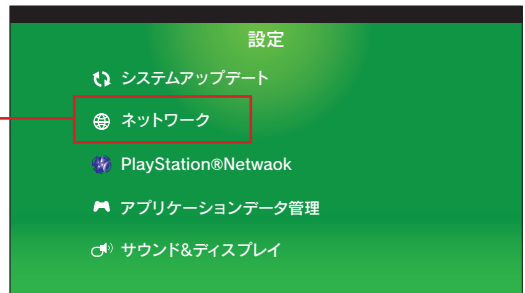 設定
システムアップデート
ネットワーク
PlayStation®Netwaok
アプリケーションデータ管理
サウンド&ディスプレイ